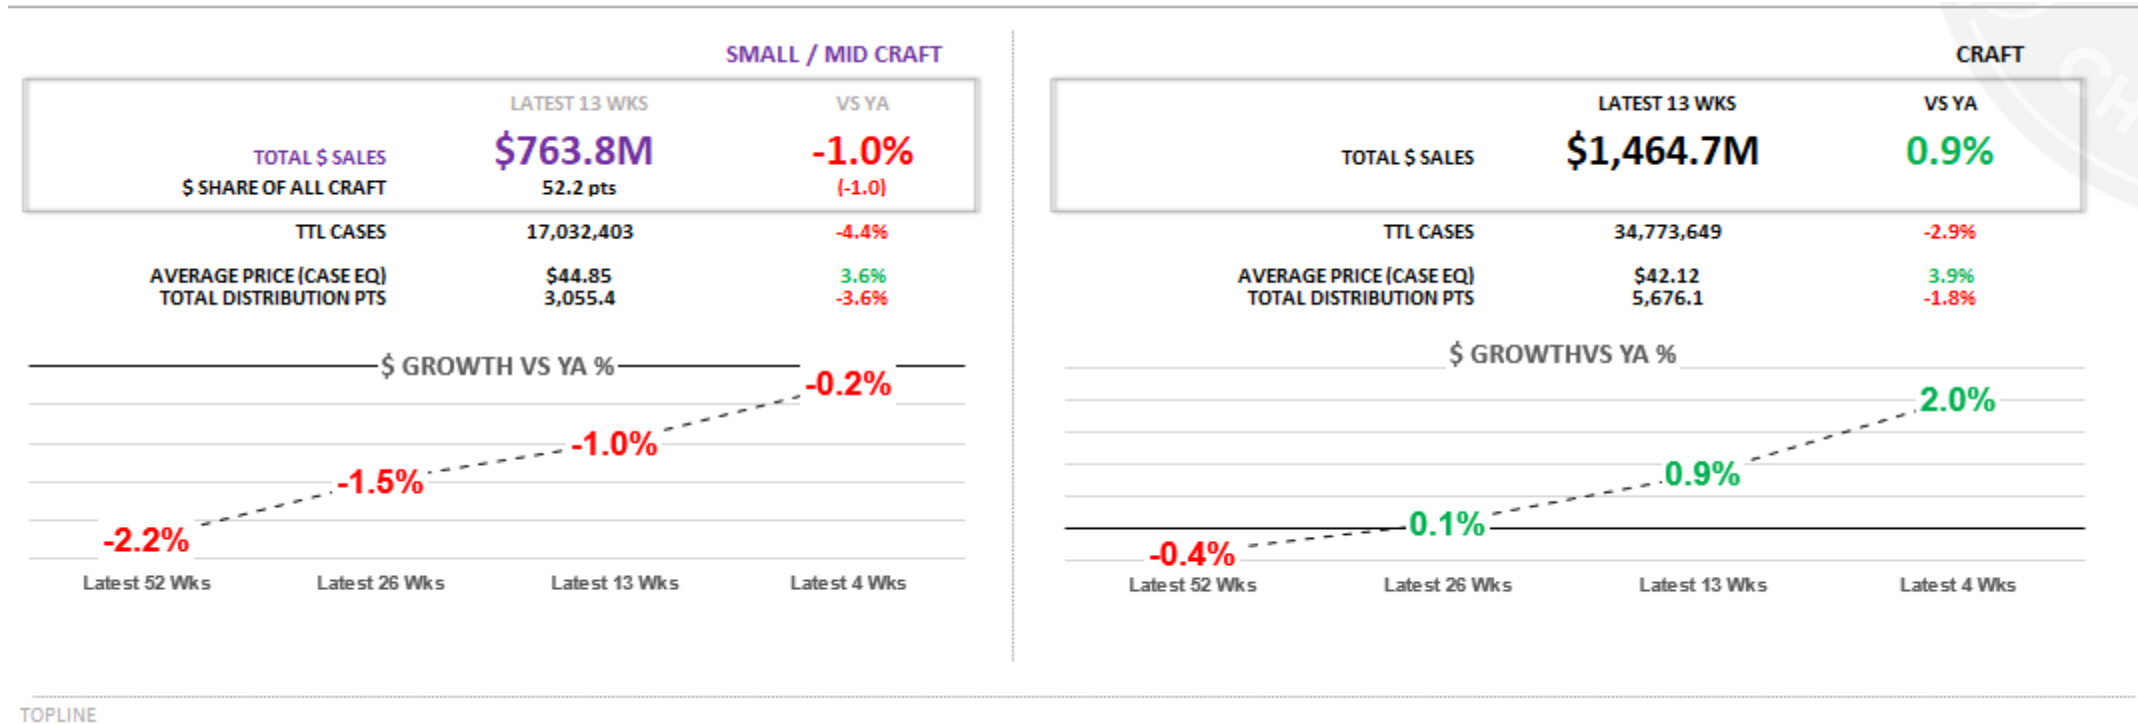 SMALL / MID CRAFT
LATEST 13 WKS VS YA
TOTAL $ SALES $763.8M -1.0%
$ SHARE OF ALL CRAFT 52.2 pts (-1.0)
TTL CASES 17,032,403 -4.4%
AVERAGE PRICE (CASE EQ) $44.85 3.6%
TOTAL DISTRIBUTION PTS 3,055.4 -3.6%
$ GROWTH VS YA %
-0.2%
-1.0%
-1.5%
-2.2%
Latest 52 Wks Latest 26 Wks Latest 13 Wks Latest 4 Wks
CRAFT
LATEST 13 WKS VS YA
TOTAL $ SALES $1,464.7M 0.9%
TTL CASES 34,773,649 -2.9%
AVERAGE PRICE (CASE EQ) $42.12 3.9%
TOTAL DISTRIBUTION PTS 5,676.1 -1.8%
$ GROWTHVS YA %
2.0%
0.9%
0.1%
-0.4%
Latest 52 Wks Latest 26 Wks Latest 13 Wks Latest 4 Wks
TOPLINE